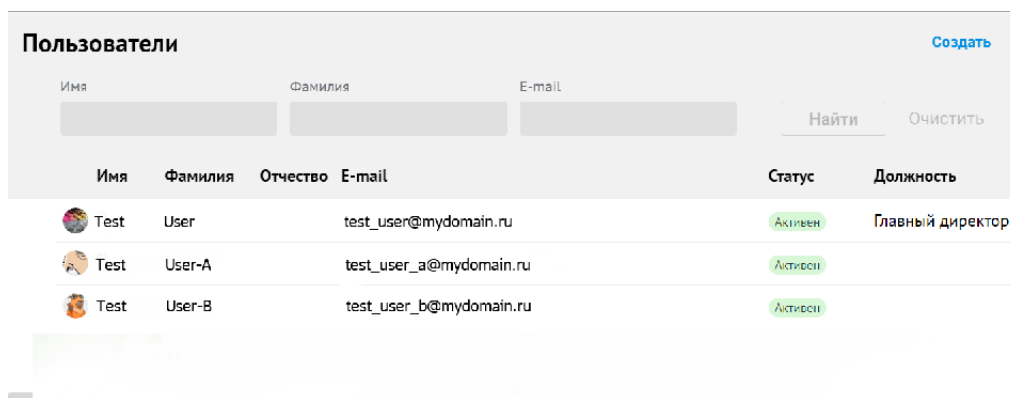 Пользователи Создать
Имя Фамилия E-mail
Найти Очистить
Имя Фамилия Отчество E-mail Статус Должность
Test User test_user@mydomain.ru Активен Главный директор
Test User-A test_user_a@mydomain.ru Активен
Test User-B test_user_b@mydomain.ru Активен